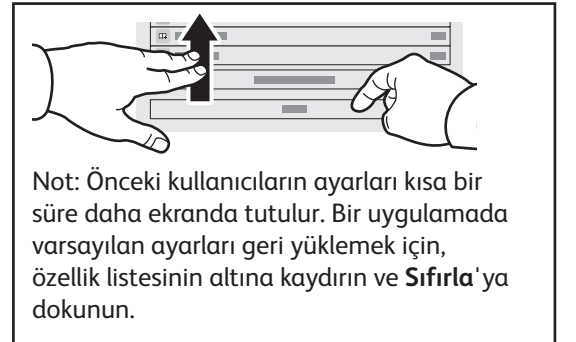 Not: Önceki kullanıcıların ayarları kısa bir
süre daha ekranda tutulur. Bir uygulamada
varsayılan ayarları geri yüklemek için,
özellik listesinin altına kaydırın ve Sıfırla'ya
dokunun.